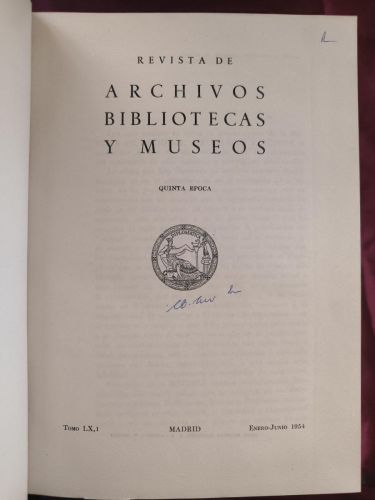 REVISTA DE
ARCHIVOS
BIBLIOTECAS
Y MUSEOS
QUINTA EPOCA
TOMO LX,1 MADRID ENERO-JUNIO 1954